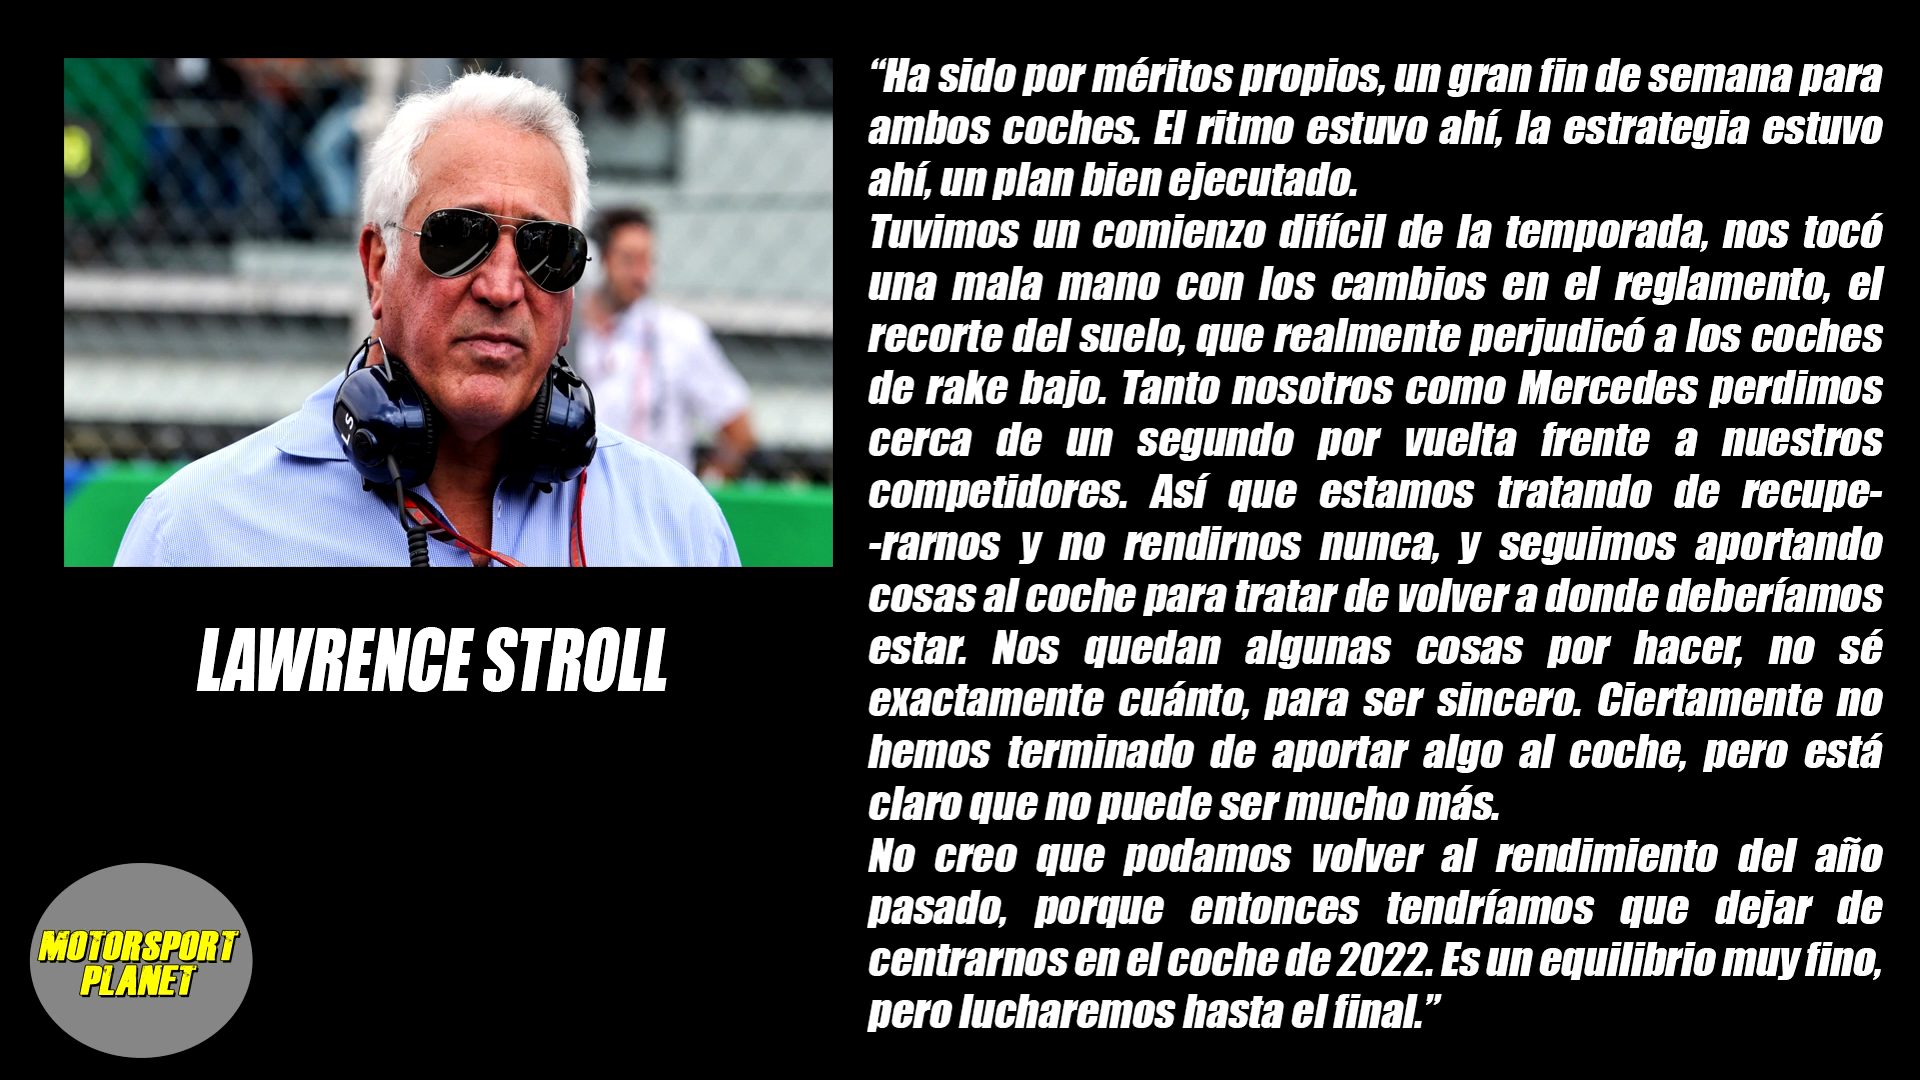 “Ha sido por méritos propios, un gran fin de semana para
ambos coches. El ritmo estuvo ahí, la estrategia estuvo
ahí, un plan bien ejecutado.
Tuvimos un comienzo difícil de la temporada, nos tocó
una mala mano con los cambios en el reglamento, el
recorte del suelo, que realmente perjudicó a los coches
de rake bajo. Tanto nosotros como Mercedes perdimos
cerca de un segundo por vuelta frente a nuestros
competidores. Así que estamos tratando de recupe-
-rarnos y no rendirnos nunca, y seguimos aportando
cosas al coche para tratar de volver a donde deberíamos
estar. Nos quedan algunas cosas por hacer, no sé
exactamente cuánto, para ser sincero. Ciertamente no
hemos terminado de aportar algo al coche, pero está
claro que no puede ser mucho más.
No creo que podamos volver al rendimiento del año
pasado, porque entonces tendríamos que dejar de
centrarnos en el coche de 2022. Es un equilibrio muy fino,
pero lucharemos hasta el final.”
LAWRENCE STROLL
MOTORSPORT
PLANET
LS